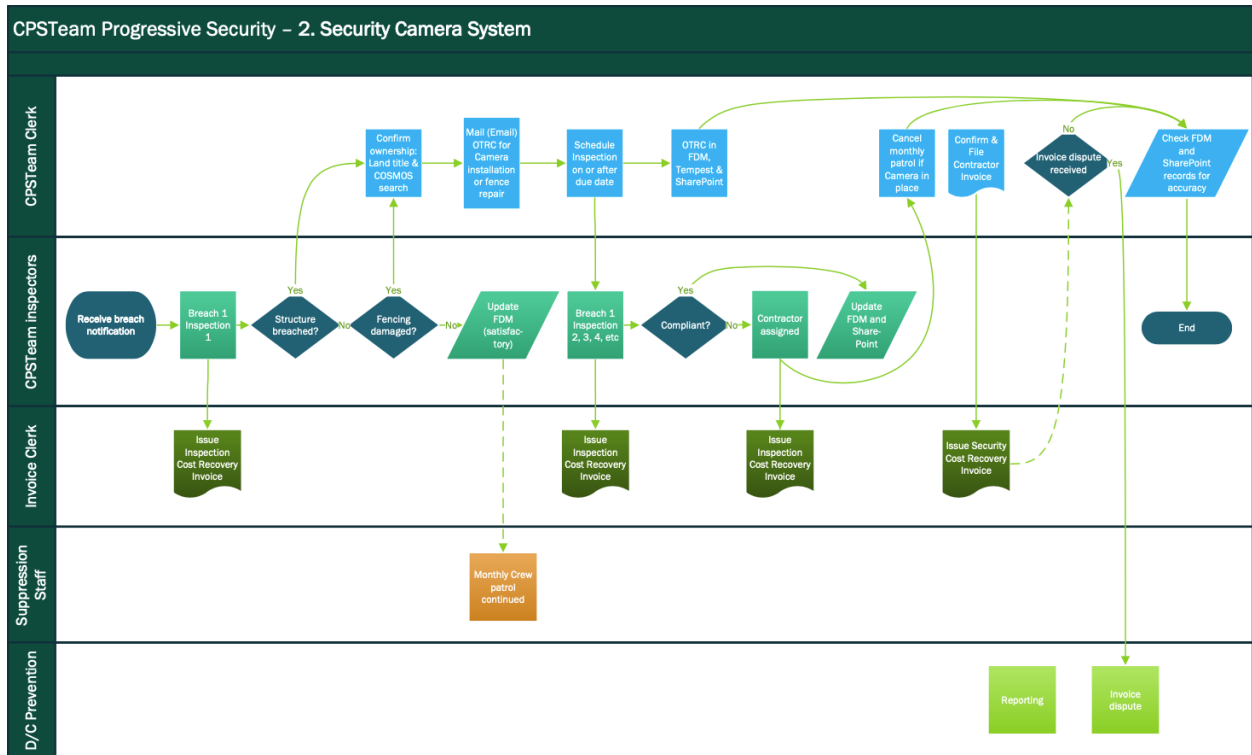 CPSTeam Progressive Security – 2. Security Camera System
CPSTeam Clerk
Confirm
ownership:
Land title &
COSMOS
search
Mail (Email)
OTRC for
Camera
installation
or fence
repair
Schedule
Inspection
on or after
due date
OTRC in
FDM,
Tempest &
SharePoint
Cancel
monthly
patrol if
Camera in
place
Confirm &
File
Contractor
Invoice
No
Invoice dispute
received
Yes
Check FDM
and
SharePoint
records for
accuracy
CPSTeam inspectors
Receive breach
notification
Breach 1
Inspection
1
Yes
Structure
breached?
No
Yes
Fencing
damaged?
No
Update
FDM
(satisfac-
tory)
Breach 1
Inspection
2, 3, 4, etc
Yes
Compliant?
No
Contractor
assigned
Update
FDM and
Share-
Point
End
Invoice Clerk
Issue
Inspection
Cost Recovery
Invoice
Issue
Inspection
Cost Recovery
Invoice
Issue
Inspection
Cost Recovery
Invoice
Issue Security
Cost Recovery
Invoice
Suppression
Staff
Monthly Crew
patrol
continued
D/C Prevention
Reporting
Invoice
dispute